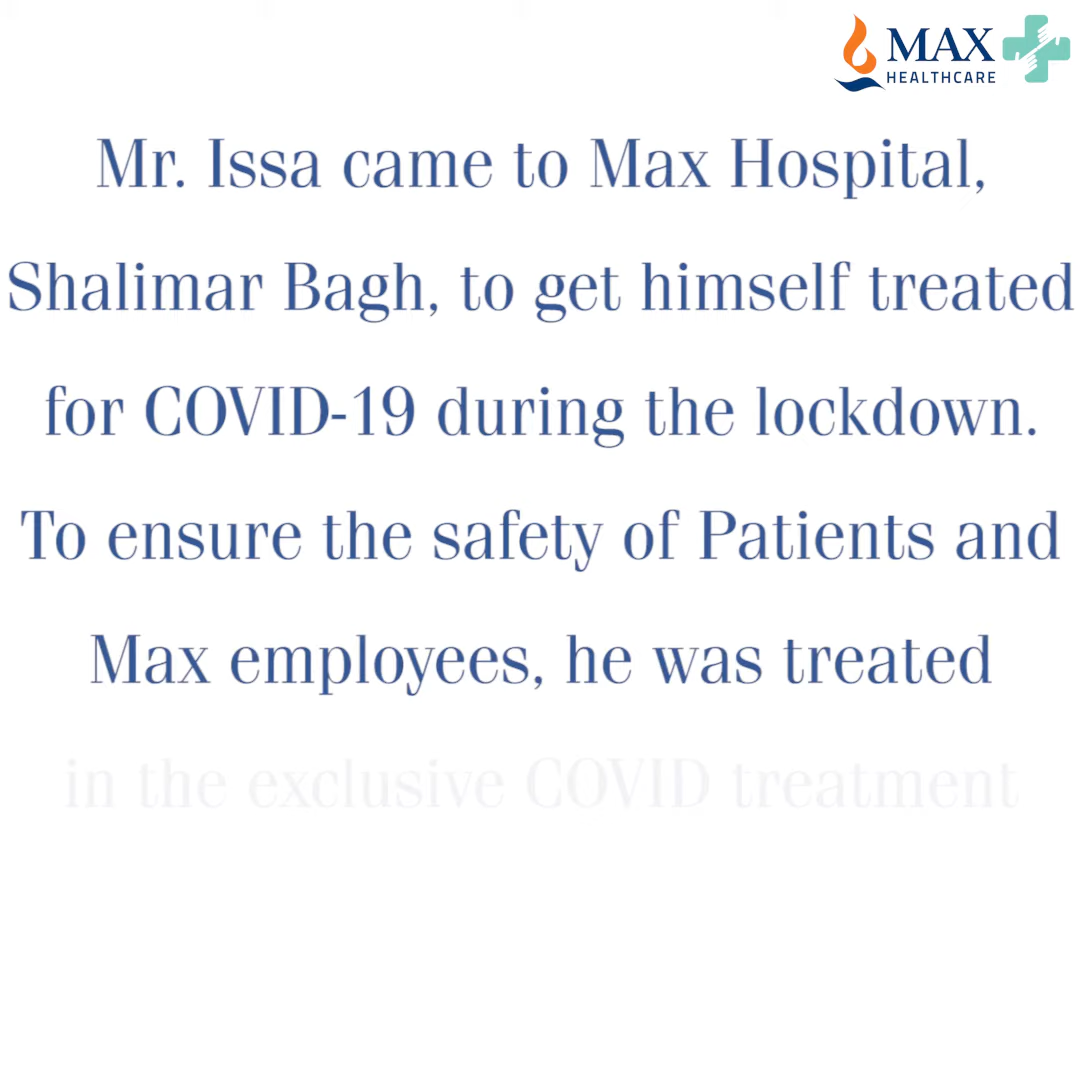 MAX
HEALTHCARE
Mr. Issa came to Max Hospital,
Shalimar Bagh, to get himself treated
for COVID-19 during the lockdown.
To ensure the safety of Patients and
Max employees, he was treated
in the exclusive COVID treatment